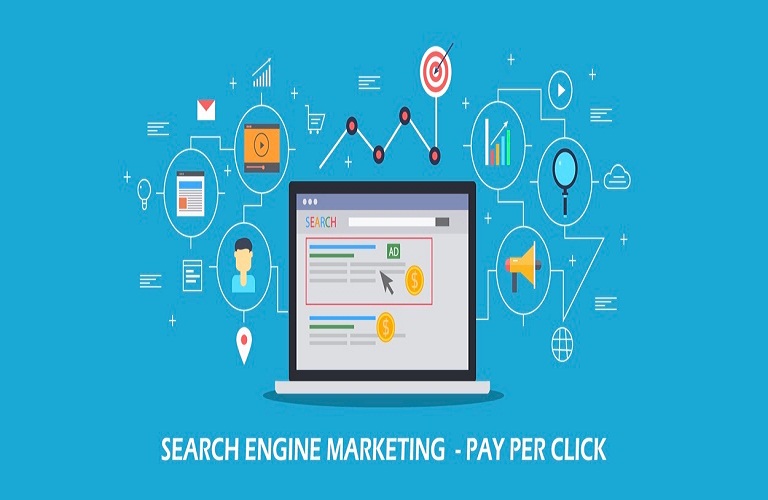 SEARCH
AD
$
$
SEARCH ENGINE MARKETING - PAY PER CLICK